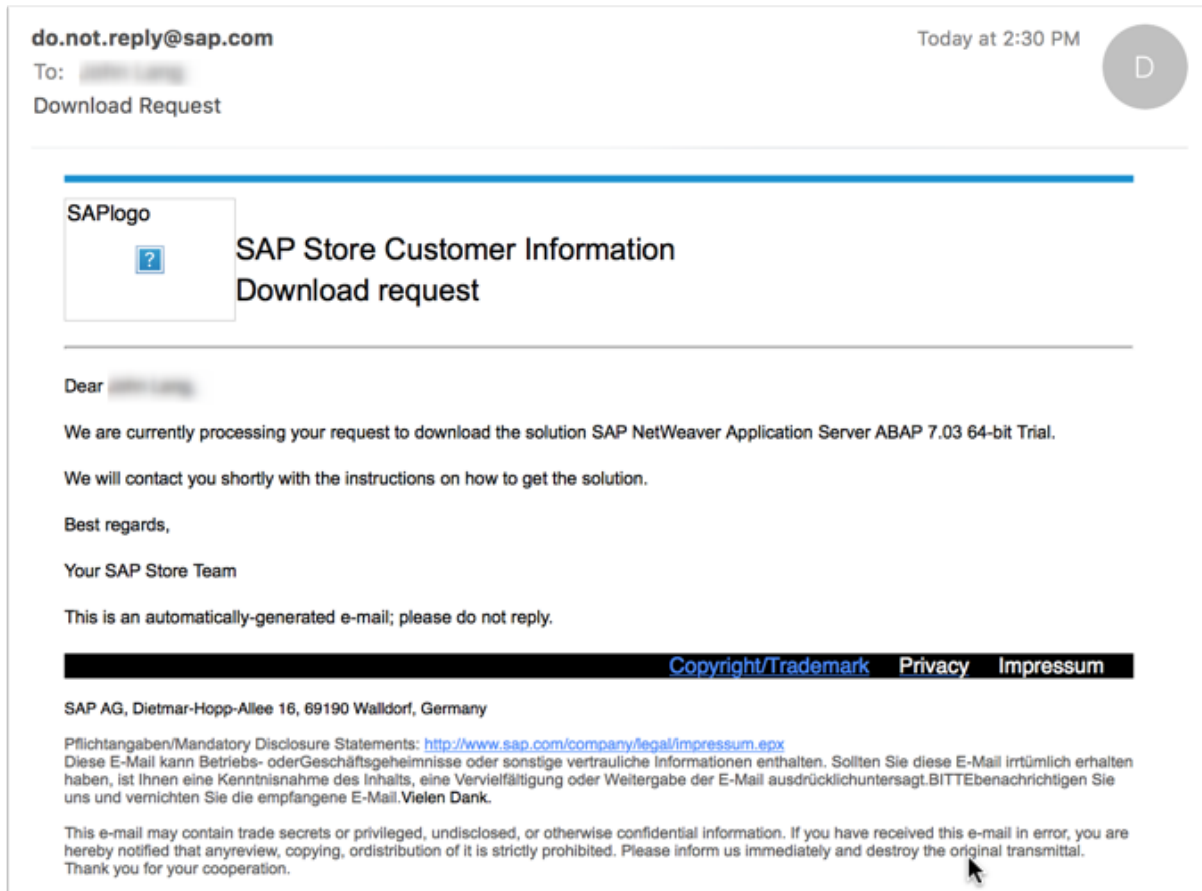 do.not.reply@sap.com
Today at 2:30 PM
D
To:
Download Request
SAPlogo
?
SAP Store Customer Information
Download request
Dear
We are currently processing your request to download the solution SAP NetWeaver Application Server ABAP 7.03 64-bit Trial.
We will contact you shortly with the instructions on how to get the solution.
Best regards,
Your SAP Store Team
This is an automatically-generated e-mail; please do not reply.
Copyright/Trademark Privacy Impressum
SAP AG, Dietmar-Hopp-Allee 16, 69190 Walldorf, Germany
Pflichtangaben/Mandatory Disclosure Statements: http://www.sap.com/company/legal/impressum.epx
Diese E-Mail kann Betriebs- oderGeschäftsgeheimnisse oder sonstige vertrauliche Informationen enthalten. Sollten Sie diese E-Mail irrtümlich erhalten
haben, ist Ihnen eine Kenntnisnahme des Inhalts, eine Vervielfältigung oder Weitergabe der E-Mail ausdrücklichuntersagt.BITTEbenachrichtigen Sie
uns und vernichten Sie die empfangene E-Mail.Vielen Dank.
This e-mail may contain trade secrets or privileged, undisclosed, or otherwise confidential information. If you have received this e-mail in error, you are
hereby notified that anyreview, copying, ordistribution of it is strictly prohibited. Please inform us immediately and destroy the original transmittal.
Thank you for your cooperation.